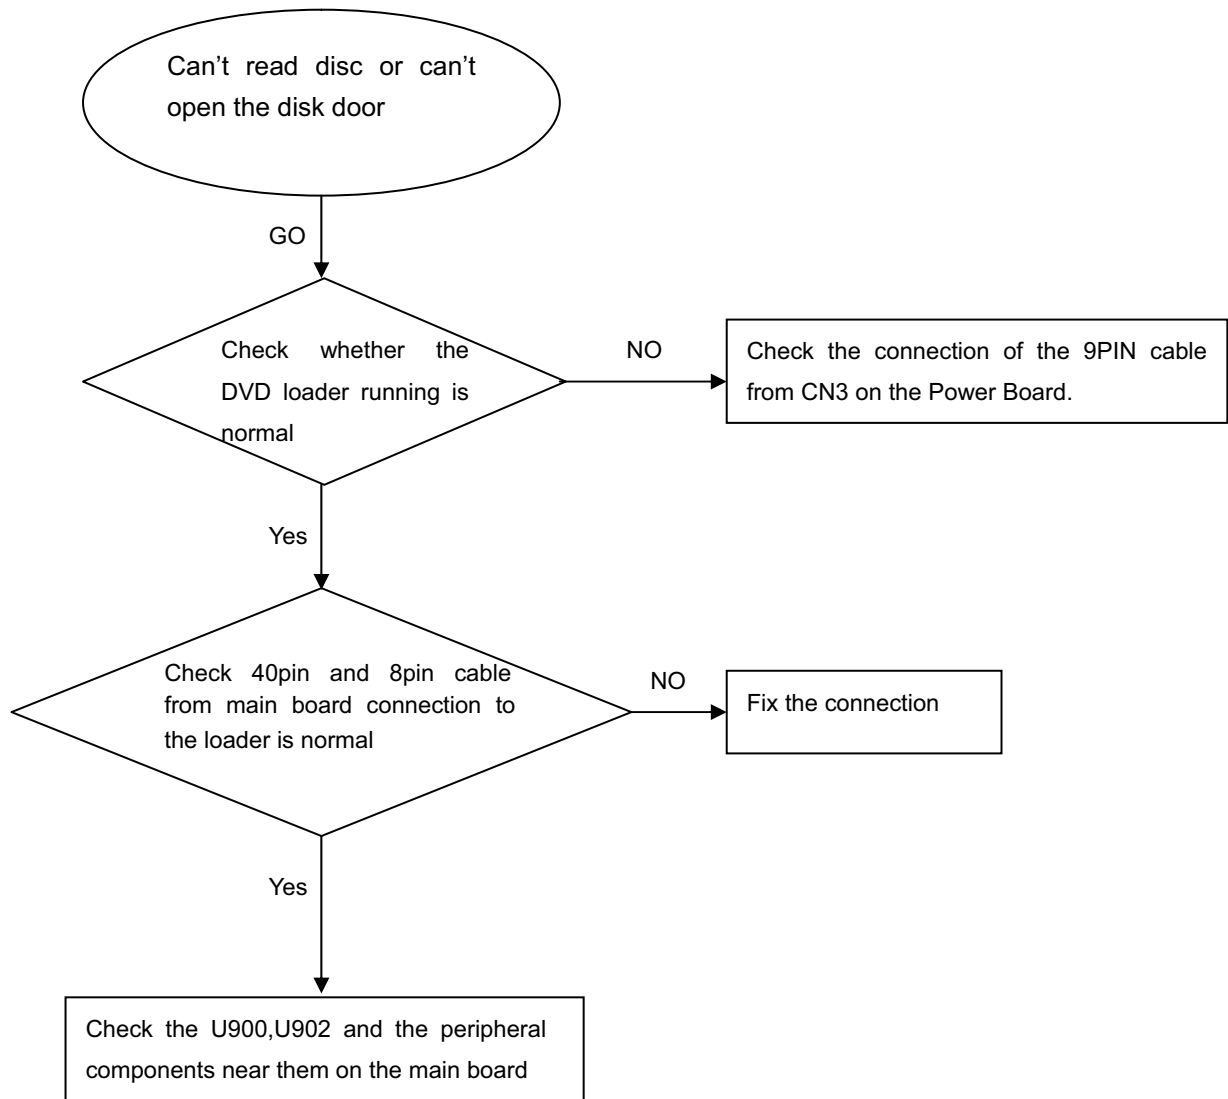 Can’t read disc or can’t
open the disk door
GO
Check whether the
DVD loader running is
normal
NO
Check the connection of the 9PIN cable
from CN3 on the Power Board.
Yes
Check 40pin and 8pin cable
from main board connection to
the loader is normal
NO
Fix the connection
Yes
Check the U900,U902 and the peripheral
components near them on the main board